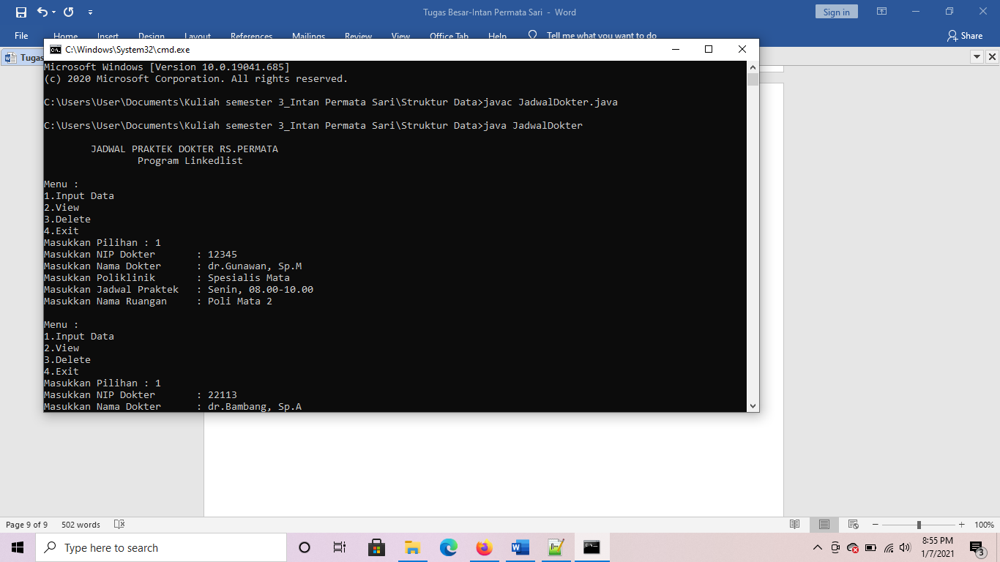 Tugas Besar-Intan Permata Sari - Word
Sign in
File Home Insert Design Layout References Mailings Review View Office Tab Help Tell me what you want to do
Share
Tugas
C:\Windows\System32\cmd.exe
Microsoft Windows [Version 10.0.19041.685]
(c) 2020 Microsoft Corporation. All rights reserved.
C:\Users\User\Documents\Kuliah semester 3_Intan Permata Sari\Struktur Data>javac JadwalDokter.java
C:\Users\User\Documents\Kuliah semester 3_Intan Permata Sari\Struktur Data>java JadwalDokter
JADWAL PRAKTEK DOKTER RS.PERMATA
Program Linkedlist
Menu :
1.Input Data
2.View
3.Delete
4.Exit
Masukkan Pilihan : 1
Masukkan NIP Dokter : 12345
Masukkan Nama Dokter : dr.Gunawan, Sp.M
Masukkan Poliklinik : Spesialis Mata
Masukkan Jadwal Praktek : Senin, 08.00-10.00
Masukkan Nama Ruangan : Poli Mata 2
Menu :
1.Input Data
2.View
3.Delete
4.Exit
Masukkan Pilihan : 1
Masukkan NIP Dokter : 22113
Masukkan Nama Dokter : dr.Bambang, Sp.A
Page 9 of 9 502 words
100%
Type here to search
8:55 PM
1/7/2021
3